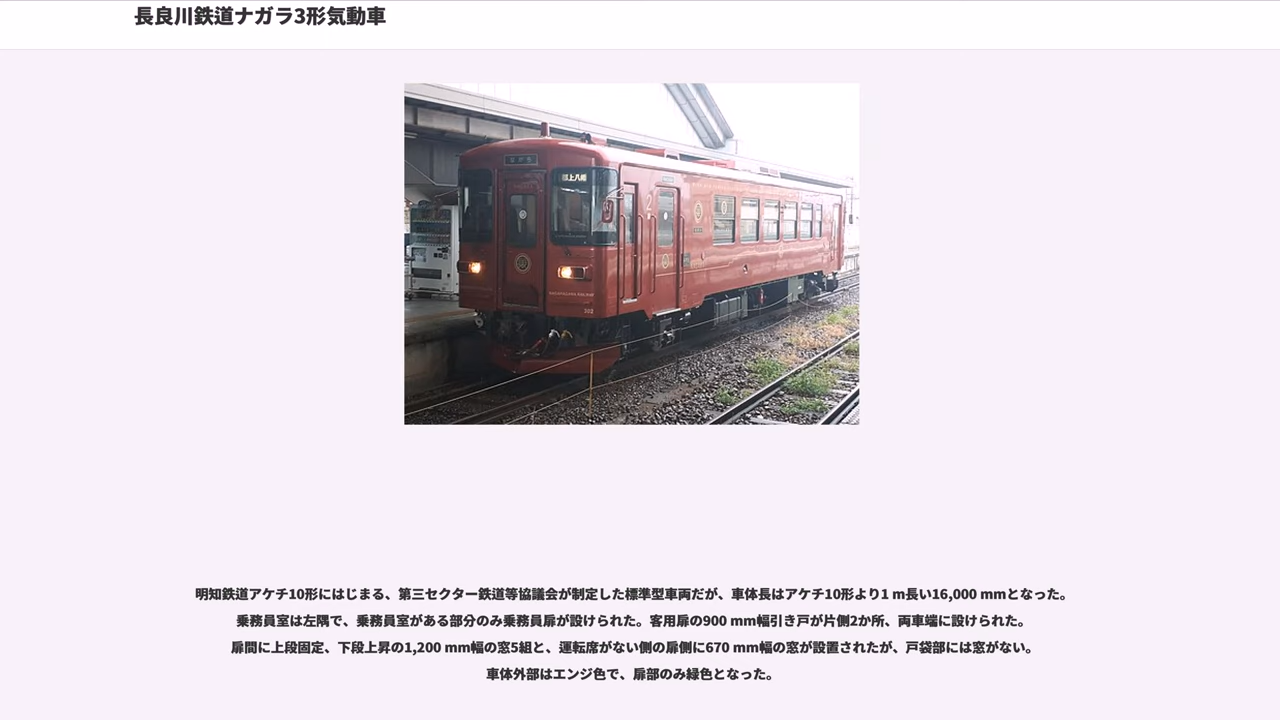 長良川鉄道ナガラ3形気動車
ながら
郡上八幡
2
302
明知鉄道アケチ10形にはじまる、第三セクター鉄道等協議会が制定した標準型車両だが、車体長はアケチ10形より1 m長い16,000 mmとなった。
乗務員室は左隅で、乗務員室がある部分のみ乗務員扉が設けられた。客用扉の900 mm幅引き戸が片側2か所、両車端に設けられた。
扉間に上段固定、下段上昇の1,200 mm幅の窓5組と、運転席がない側の扉側に670 mm幅の窓が設置されたが、戸袋部には窓がない。
車体外部はエンジ色で、扉部のみ緑色となった。